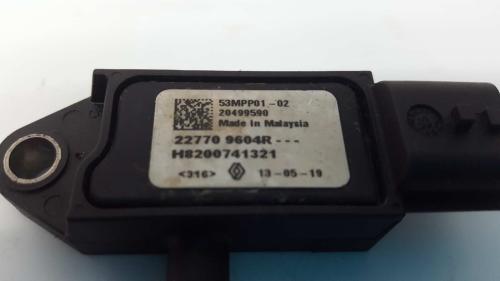 53MPP01-02
20499590
Made in Malaysia
22770 9604R---
H8200741321
<316> 13-05-19